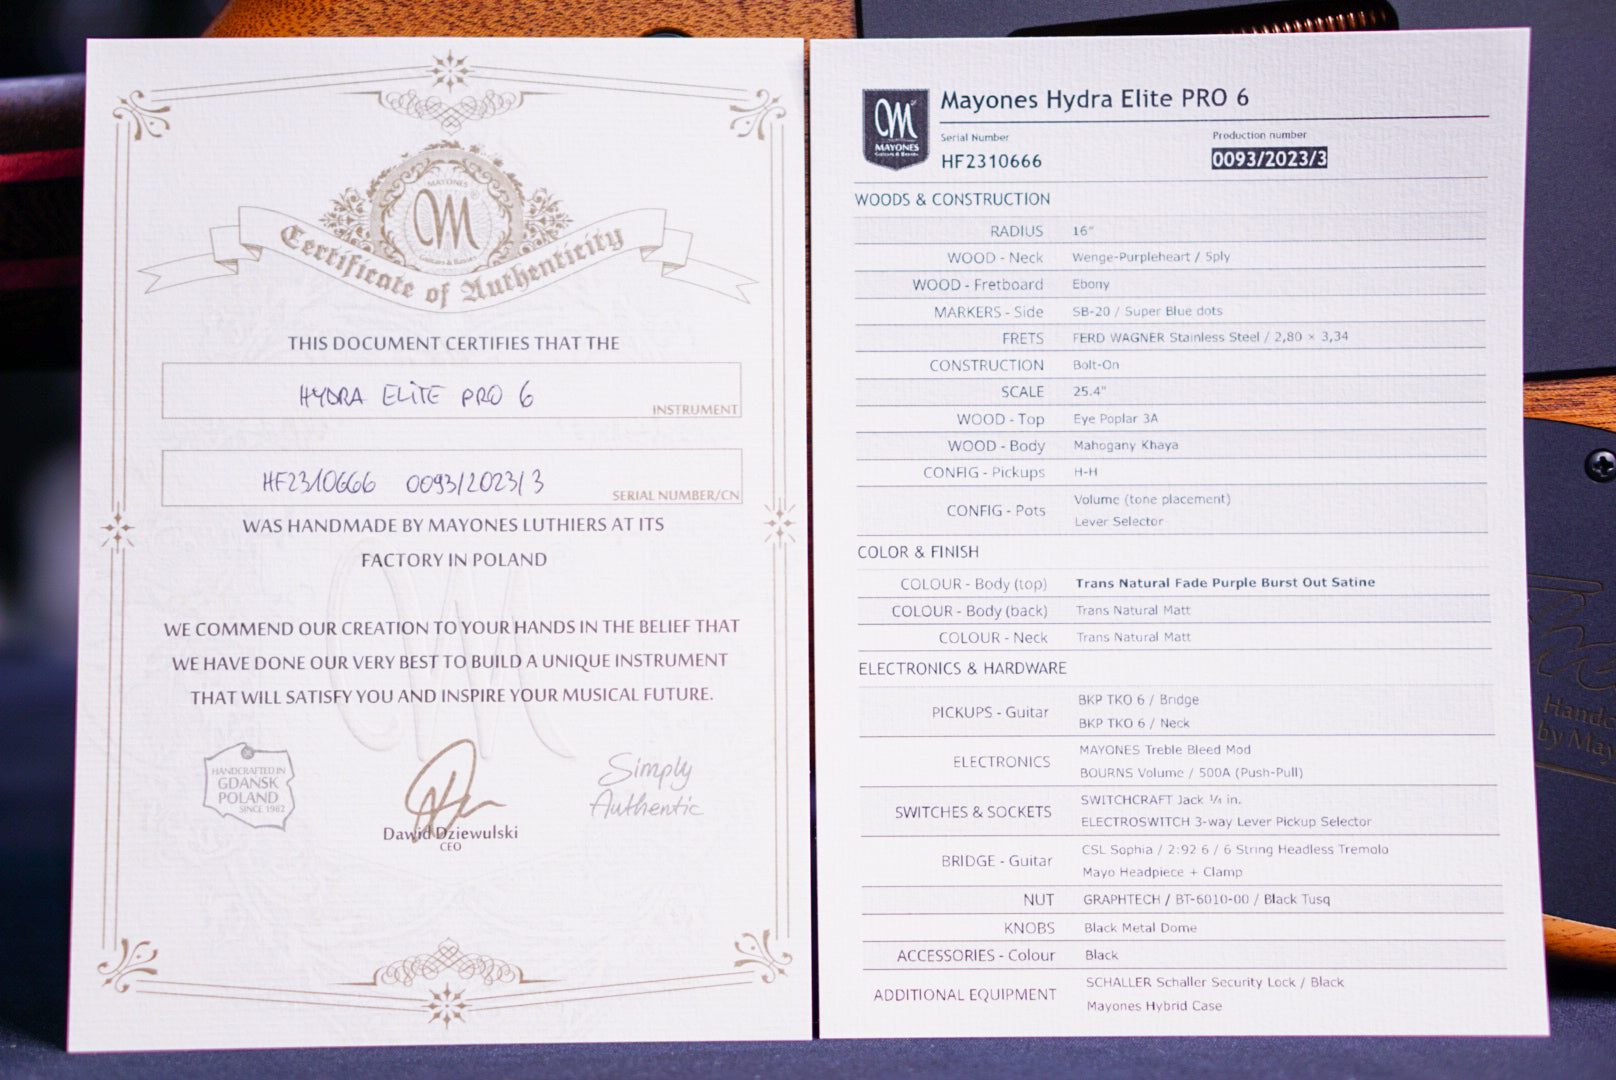 MAYONES
M
Guitars & Basses
Certificate of Authenticity
THIS DOCUMENT CERTIFIES THAT THE
HYDRA ELITE PRO 6
INSTRUMENT
HF2310666 0093/2023/3
SERIAL NUMBER/CN
WAS HANDMADE BY MAYONES LUTHIERS AT ITS
FACTORY IN POLAND
WE COMMEND OUR CREATION TO YOUR HANDS IN THE BELIEF THAT
WE HAVE DONE OUR VERY BEST TO BUILD A UNIQUE INSTRUMENT
THAT WILL SATISFY YOU AND INSPIRE YOUR MUSICAL FUTURE.
HANDCRAFTED IN
GDANSK
POLAND
SINCE 1982
Dawid Dziewulski
CEO
Simply
Authentic
M
MAYONES
Guitars & Basses
Mayones Hydra Elite PRO 6
Serial Number
HF2310666
Production number
0093/2023/3
WOODS & CONSTRUCTION
RADIUS 16"
WOOD - Neck Wenge-Purpleheart / 5ply
WOOD - Fretboard Ebony
MARKERS - Side SB-20 / Super Blue dots
FRETS FERD WAGNER Stainless Steel / 2,80 × 3,34
CONSTRUCTION Bolt-On
SCALE 25.4"
WOOD - Top Eye Poplar 3A
WOOD - Body Mahogany Khaya
CONFIG - Pickups H-H
CONFIG - Pots Volume (tone placement)
Lever Selector
COLOR & FINISH
COLOUR - Body (top) Trans Natural Fade Purple Burst Out Satine
COLOUR - Body (back) Trans Natural Matt
COLOUR - Neck Trans Natural Matt
ELECTRONICS & HARDWARE
PICKUPS - Guitar BKP TKO 6 / Bridge
BKP TKO 6 / Neck
ELECTRONICS MAYONES Treble Bleed Mod
BOURNS Volume / 500A (Push-Pull)
SWITCHES & SOCKETS SWITCHCRAFT Jack ¼ in.
ELECTROSWITCH 3-way Lever Pickup Selector
BRIDGE - Guitar CSL Sophia / 2:92 6 / 6 String Headless Tremolo
Mayo Headpiece + Clamp
NUT GRAPHTECH / BT-6010-00 / Black Tusq
KNOBS Black Metal Dome
ACCESSORIES - Colour Black
ADDITIONAL EQUIPMENT SCHALLER Schaller Security Lock / Black
Mayones Hybrid Case
by May